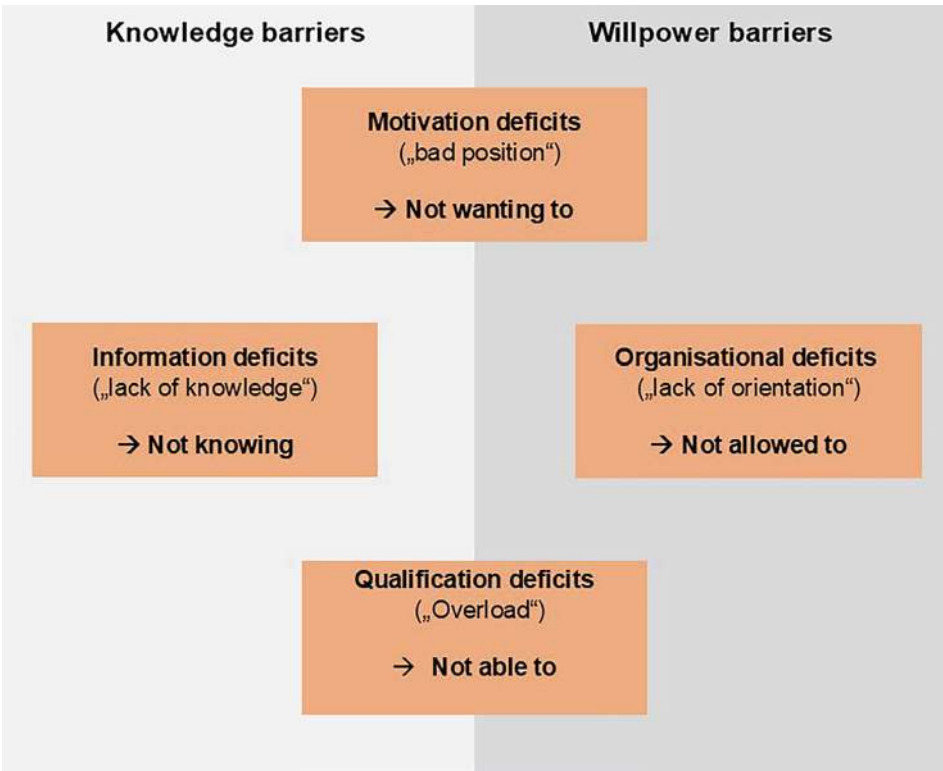 Knowledge barriers
Willpower barriers
Motivation deficits
(„bad position“)
→ Not wanting to
Information deficits
(„lack of knowledge“)
→ Not knowing
Organisational deficits
(„lack of orientation“)
→ Not allowed to
Qualification deficits
(„Overload“)
→ Not able to